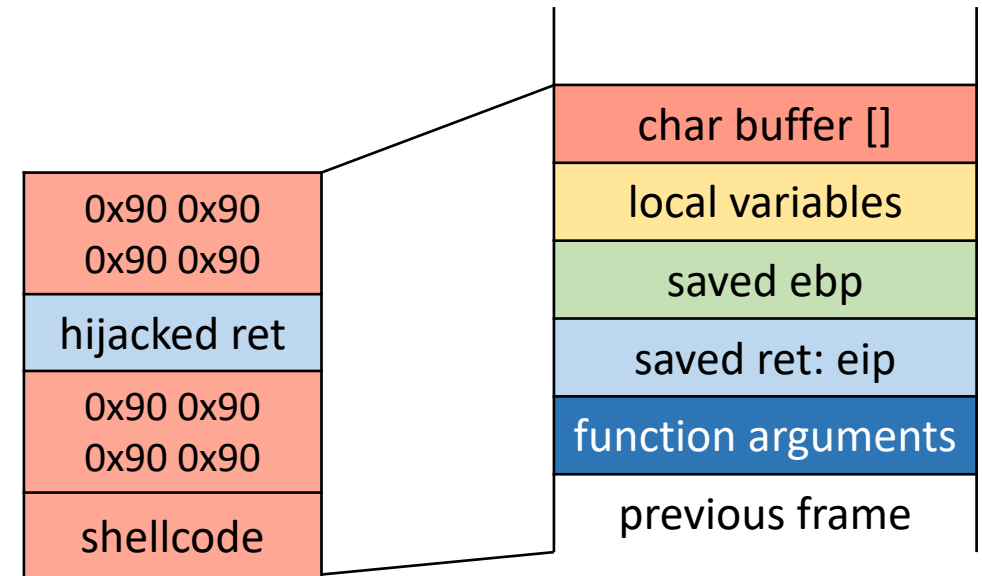 0x90 0x90
0x90 0x90
hijacked ret
0x90 0x90
0x90 0x90
shellcode
char buffer []
local variables
saved ebp
saved ret: eip
function arguments
previous frame